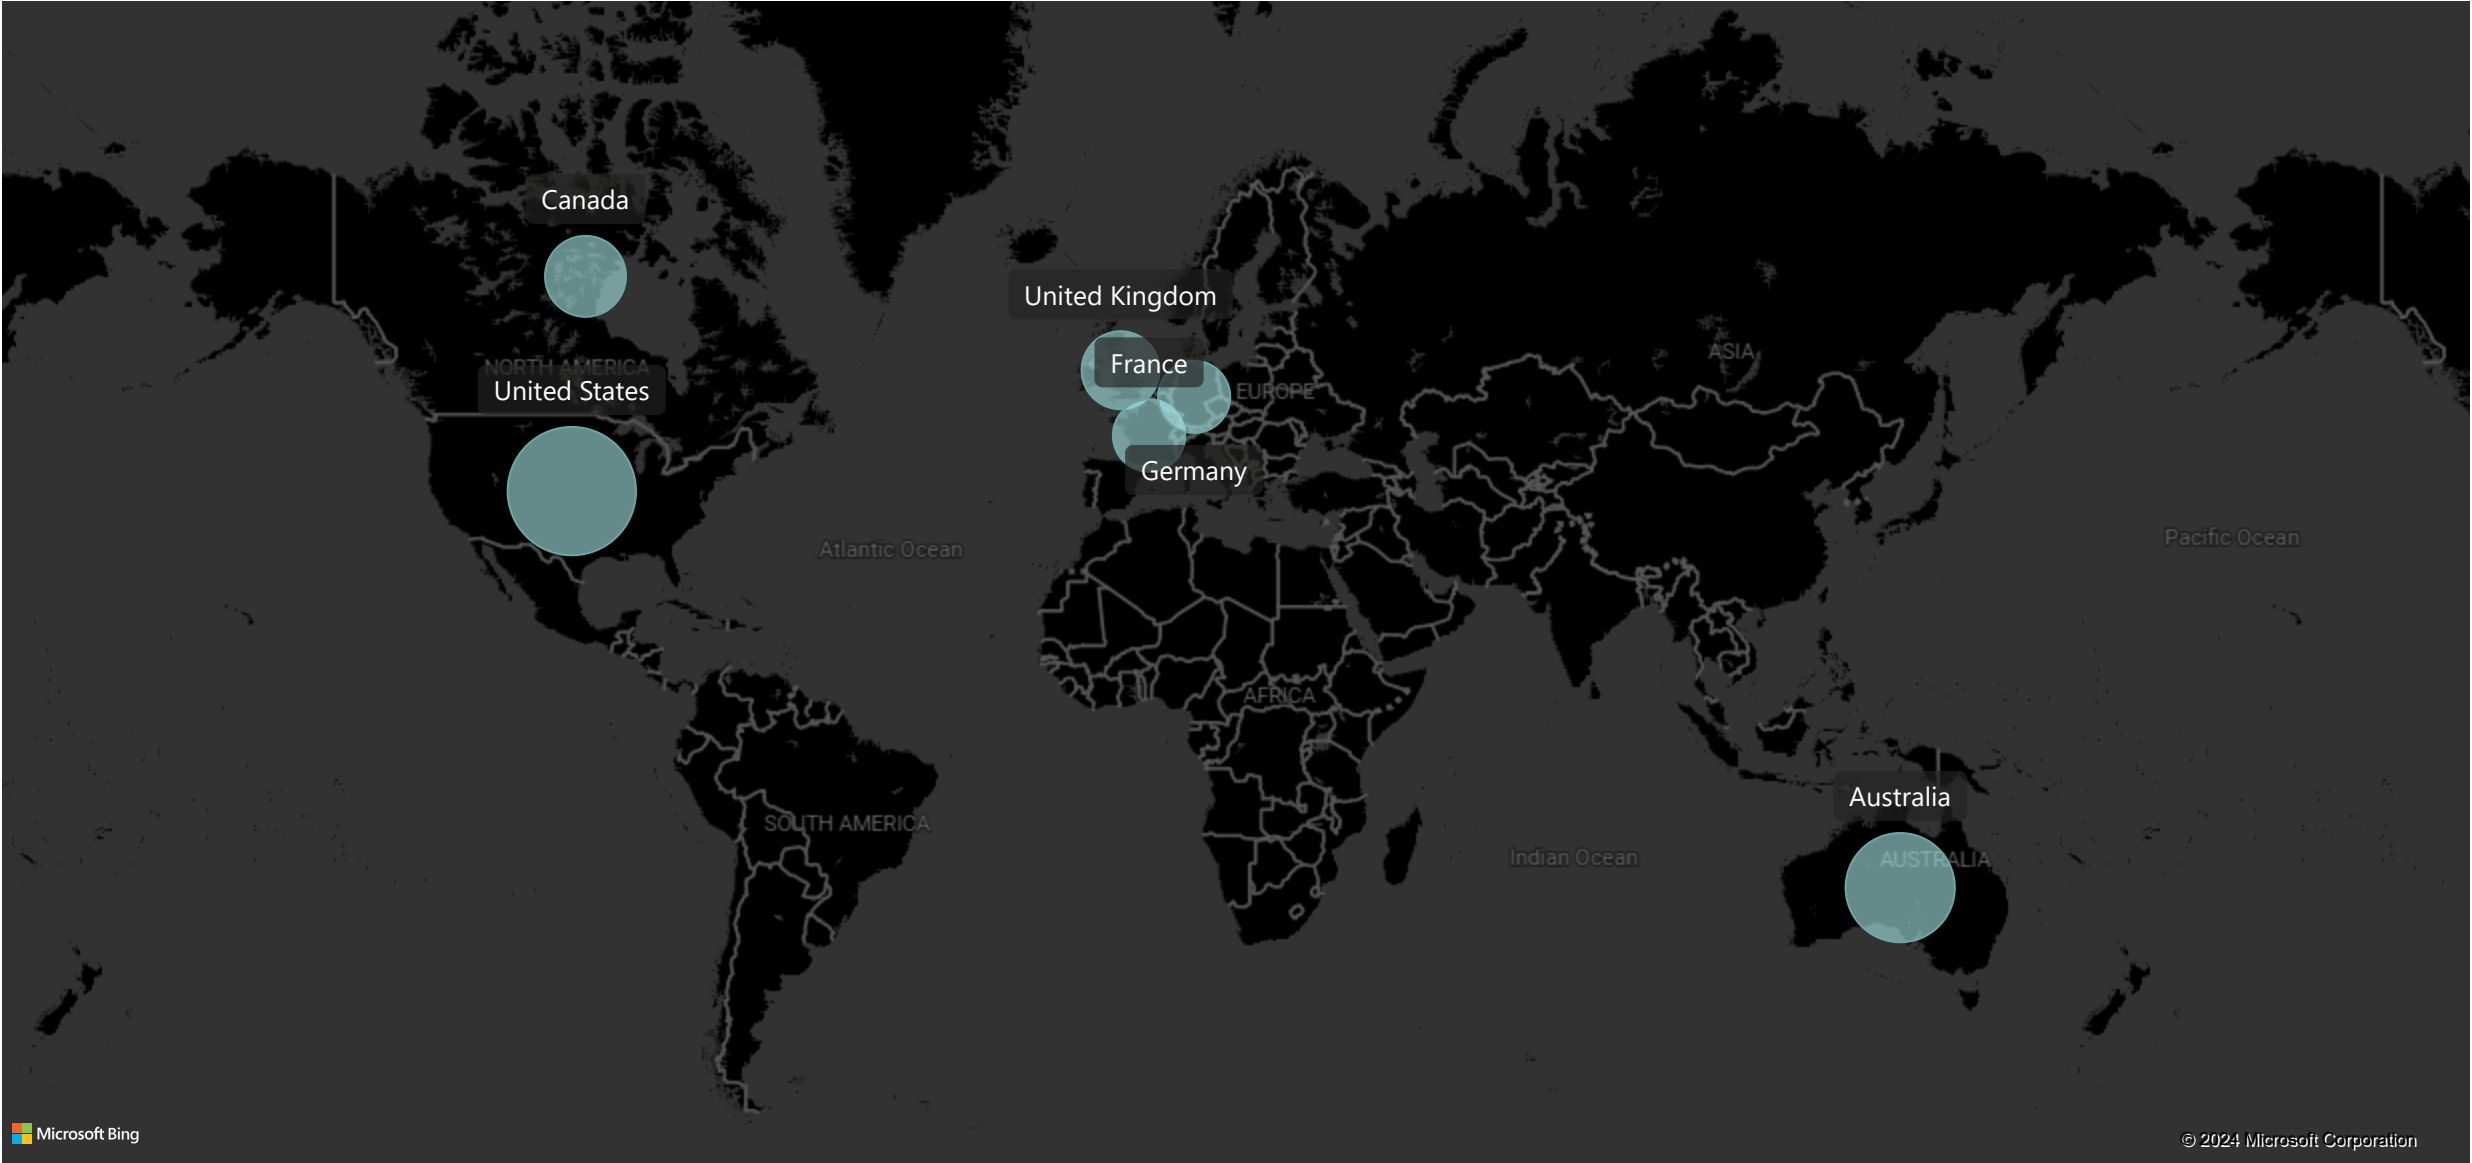 Canada
United Kingdom
NORTH AMERICA
ASIA
France
United States
EUROPE
Germany
Atlantic Ocean
Pacific Ocean
AFRICA
Australia
SOUTH AMERICA
Indian Ocean
AUSTRALIA
Microsoft Bing
© 2024 Microsoft Corporation